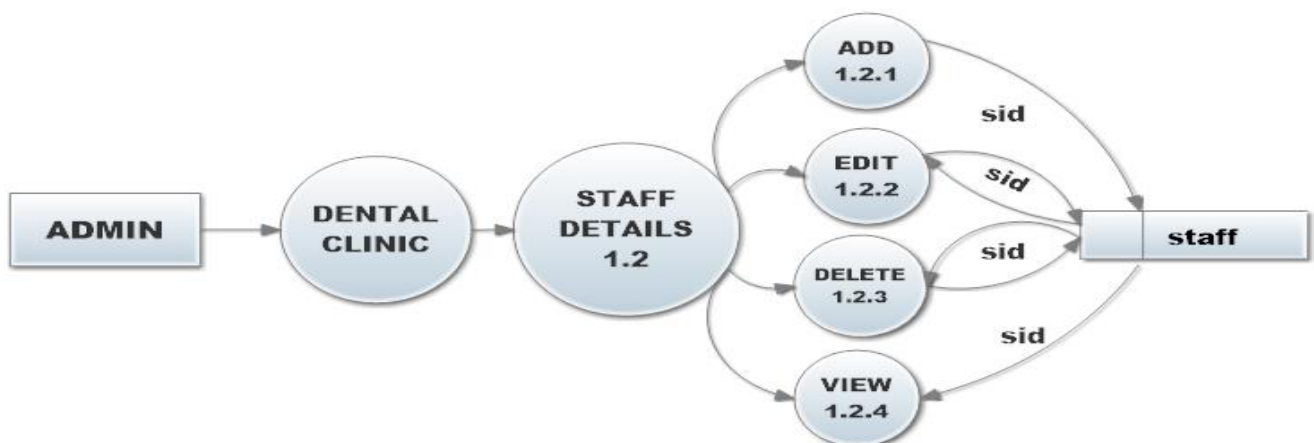 ADMIN
DENTAL
CLINIC
STAFF
DETAILS
1.2
ADD
1.2.1
EDIT
1.2.2
DELETE
1.2.3
VIEW
1.2.4
sid
sid
sid
sid
staff